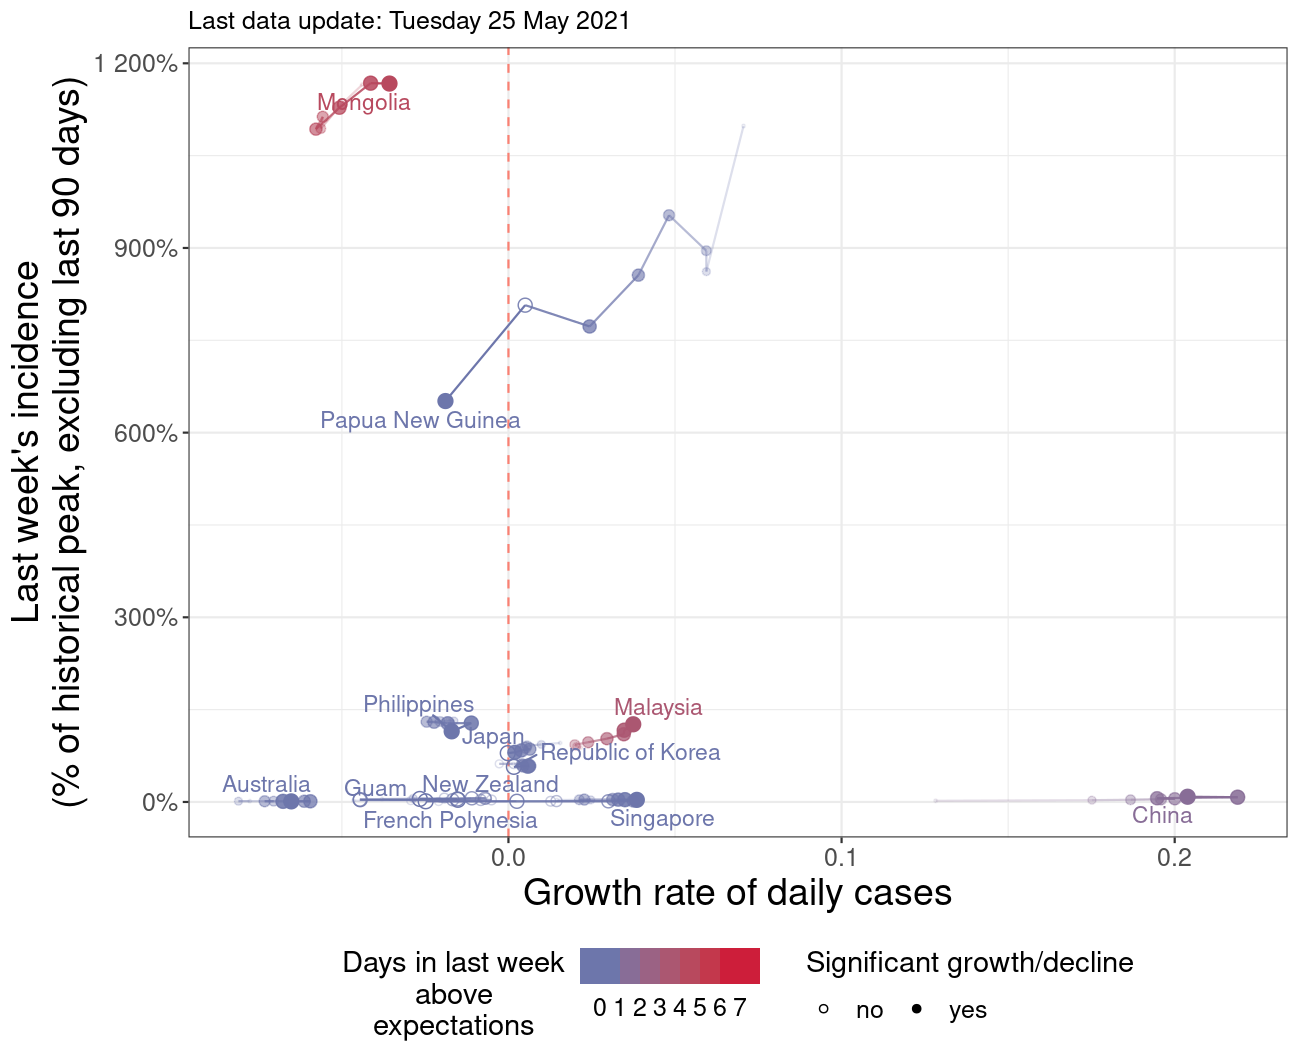 Last data update: Tuesday 25 May 2021
Last week's incidence
(% of historical peak, excluding last 90 days)
1 200%
900%
600%
300%
0%
Mongolia
Papua New Guinea
Philippines
Malaysia
Japan
Republic of Korea
Australia
Guam
New Zealand
French Polynesia
Singapore
China
0.0
0.1
0.2
Growth rate of daily cases
Days in last week
above
expectations
0 1 2 3 4 5 6 7
Significant growth/decline
no
yes